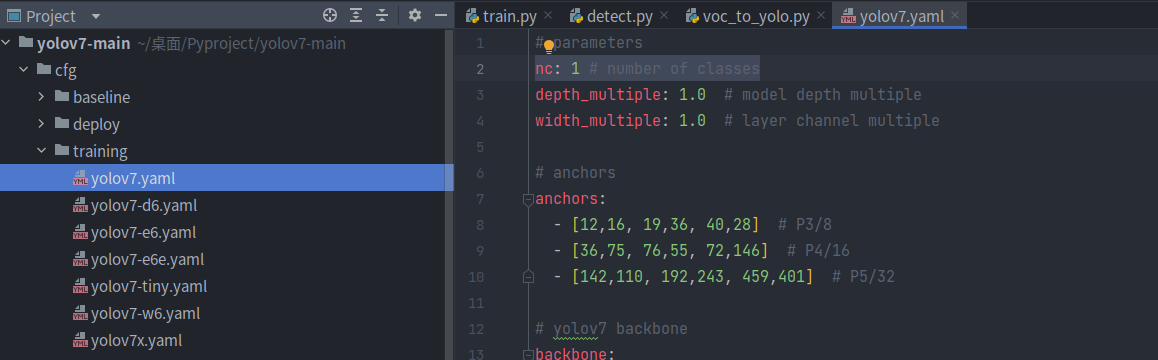 Project
yolov7-main ~/桌面/Pyproject/yolov7-main
cfg
baseline
deploy
training
yolov7.yaml
yolov7-d6.yaml
yolov7-e6.yaml
yolov7-e6e.yaml
yolov7-tiny.yaml
yolov7-w6.yaml
yolov7x.yaml
train.py
detect.py
voc_to_yolo.py
yolov7.yaml
1 # parameters
2 nc: 1 # number of classes
3 depth_multiple: 1.0 # model depth multiple
4 width_multiple: 1.0 # layer channel multiple
5
6 # anchors
7 anchors:
8 - [12,16, 19,36, 40,28] # P3/8
9 - [36,75, 76,55, 72,146] # P4/16
10 - [142,110, 192,243, 459,401] # P5/32
11
12 # yolov7 backbone
13 backbone: